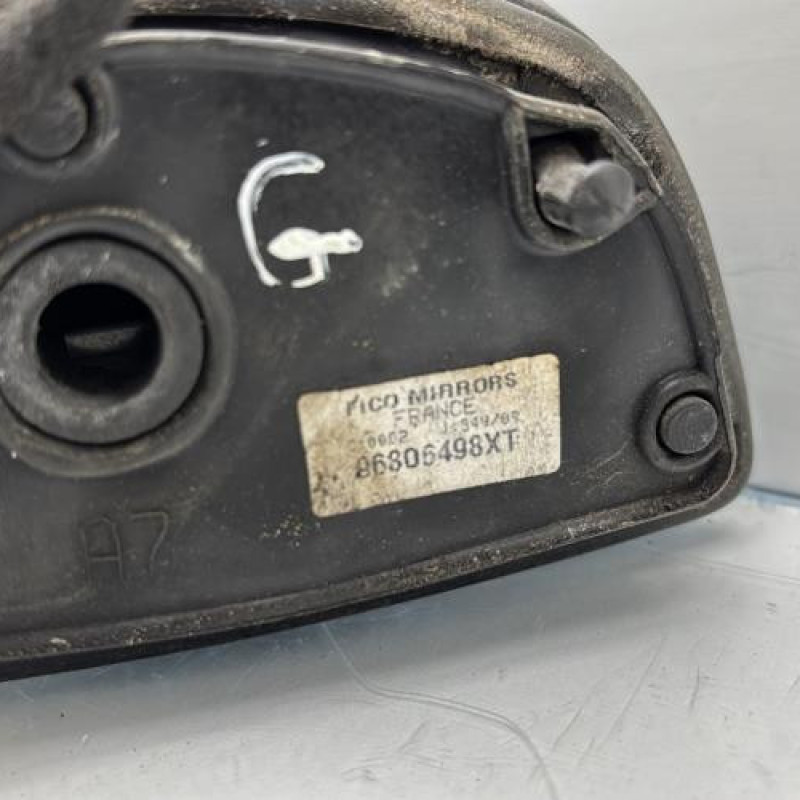 G
FICO MIRRORS
FRANCE
96806498XT
A7